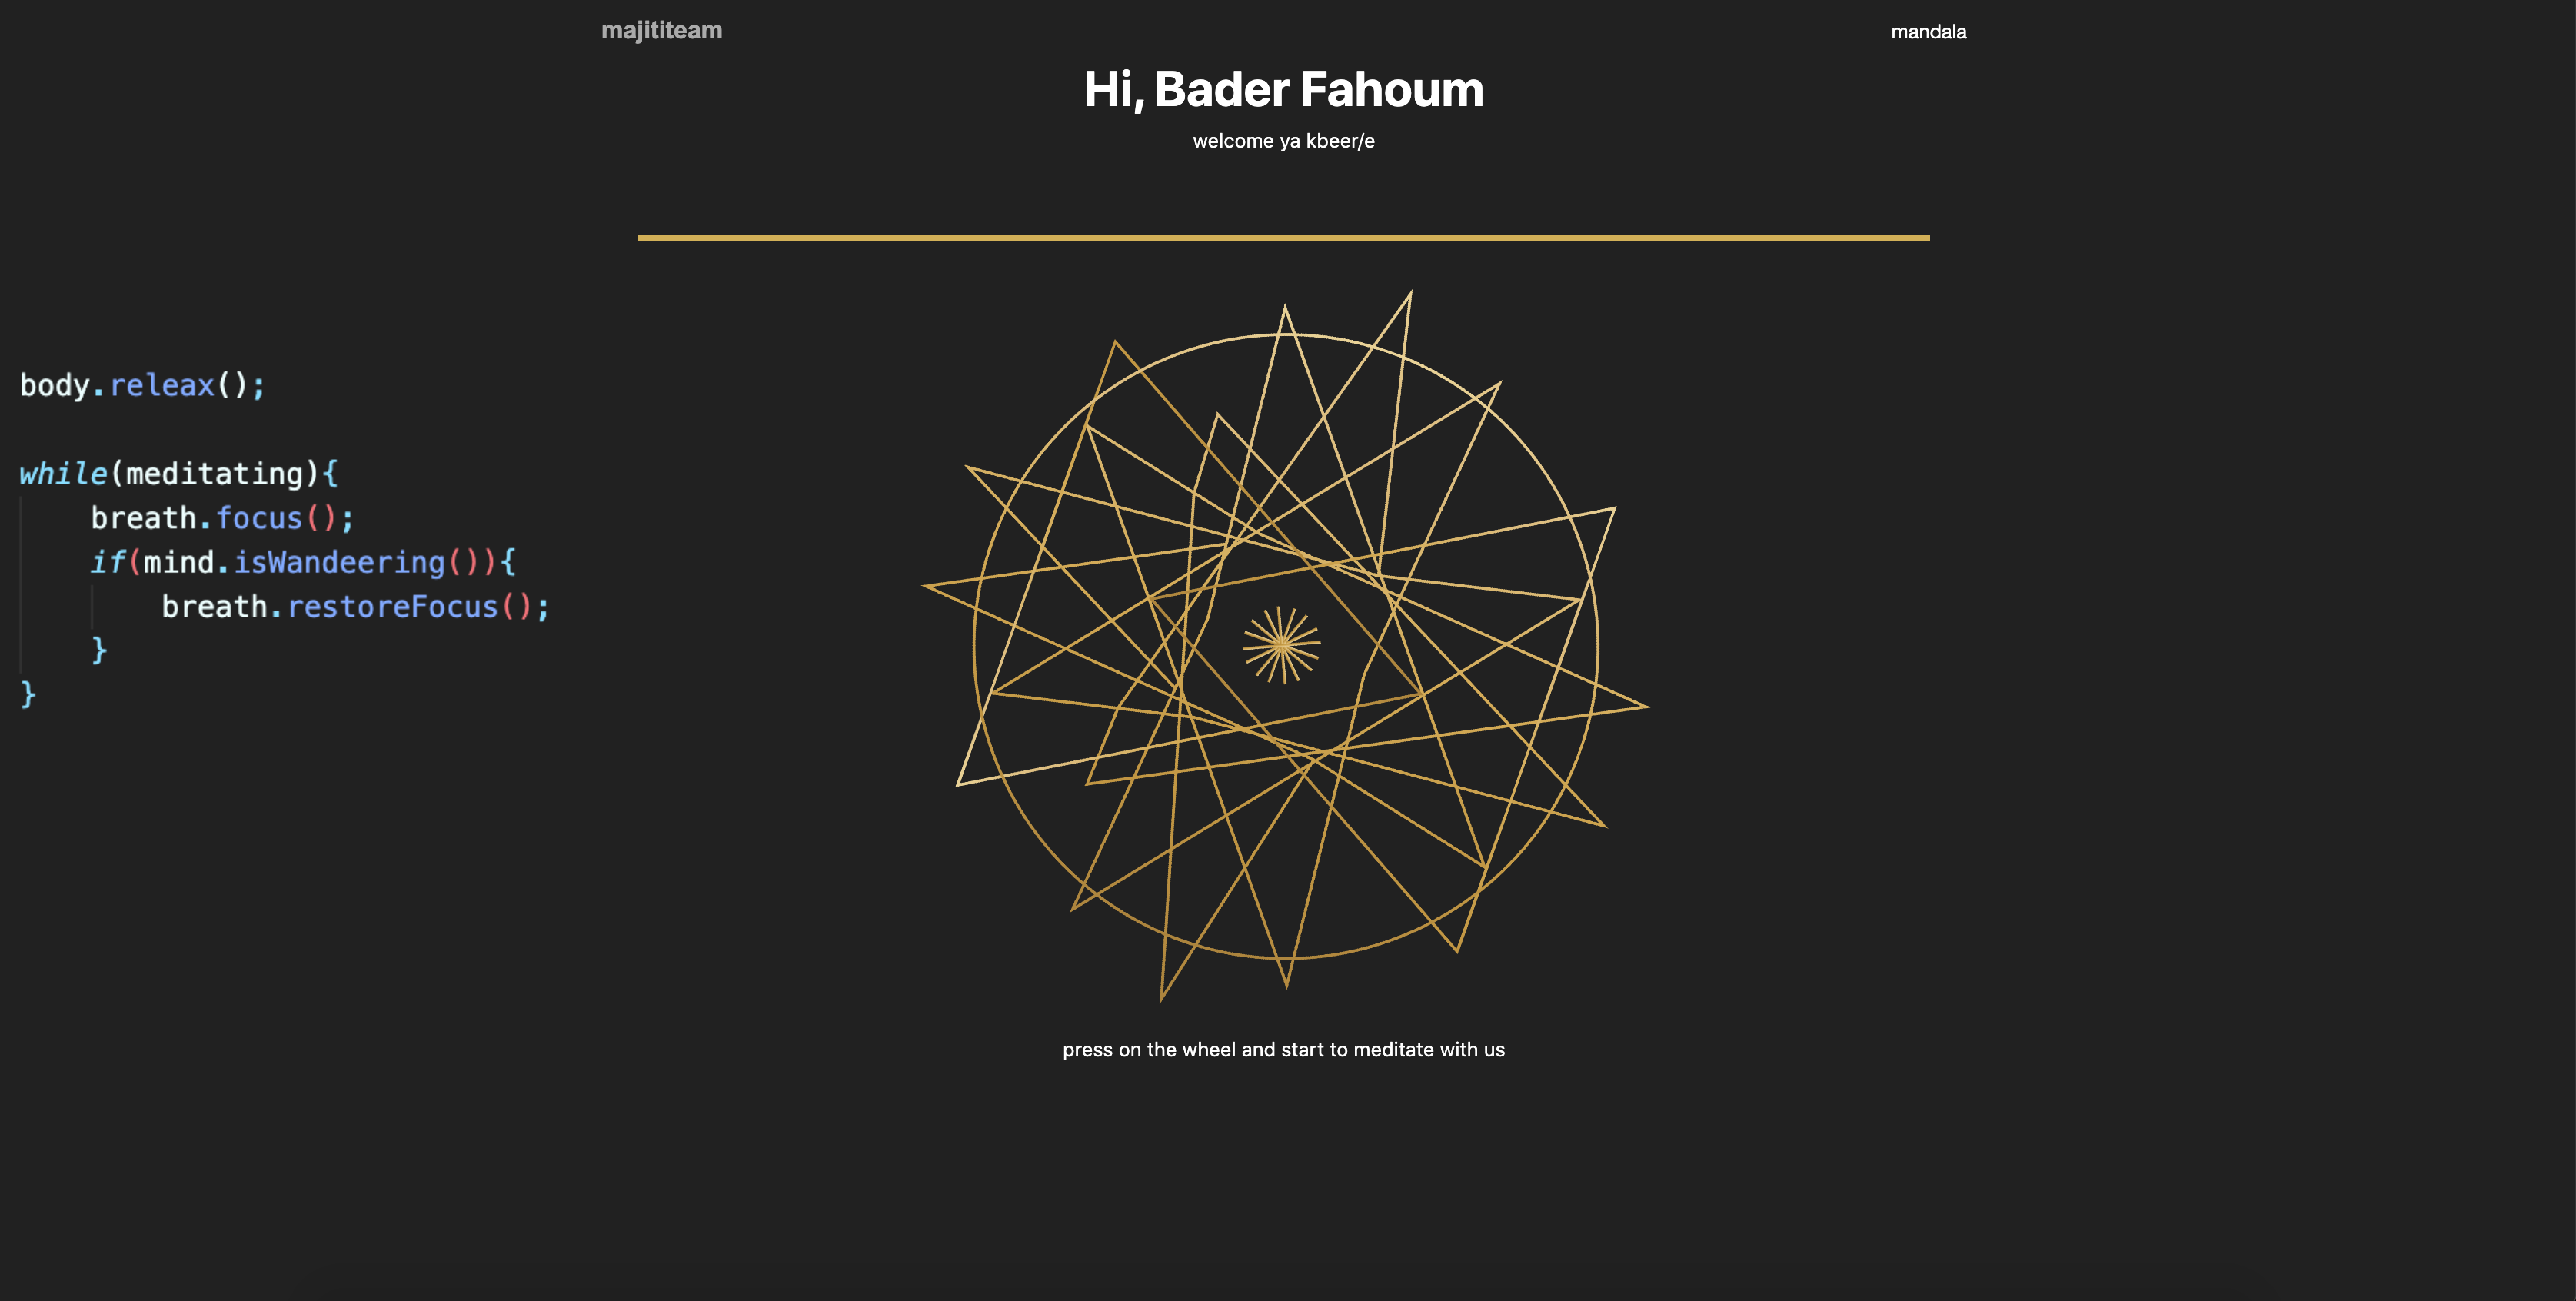 majititeam
mandala
Hi, Bader Fahoum
welcome ya kbeer/e
body.releax();
while(meditating){
breath.focus();
if(mind.isWandeering()){
breath.restoreFocus();
}
}
press on the wheel and start to meditate with us